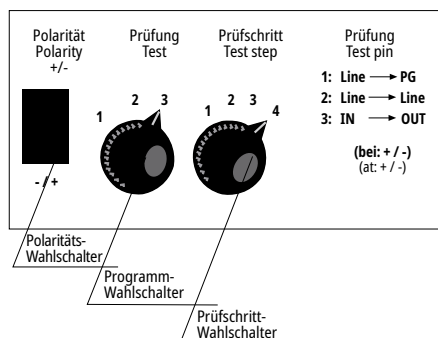 Polarität
Polarity
+/-
- / +
Prüfung
Test
1 2 3
Prüfschritt
Test step
1 2 3 4
Prüfung
Test pin
1: Line → PG
2: Line → Line
3: IN → OUT
(bei: + / -)
(at: + / -)
Polaritäts-
Wahlschalter
Programm-
Wahlschalter
Prüfschritt-
Wahlschalter